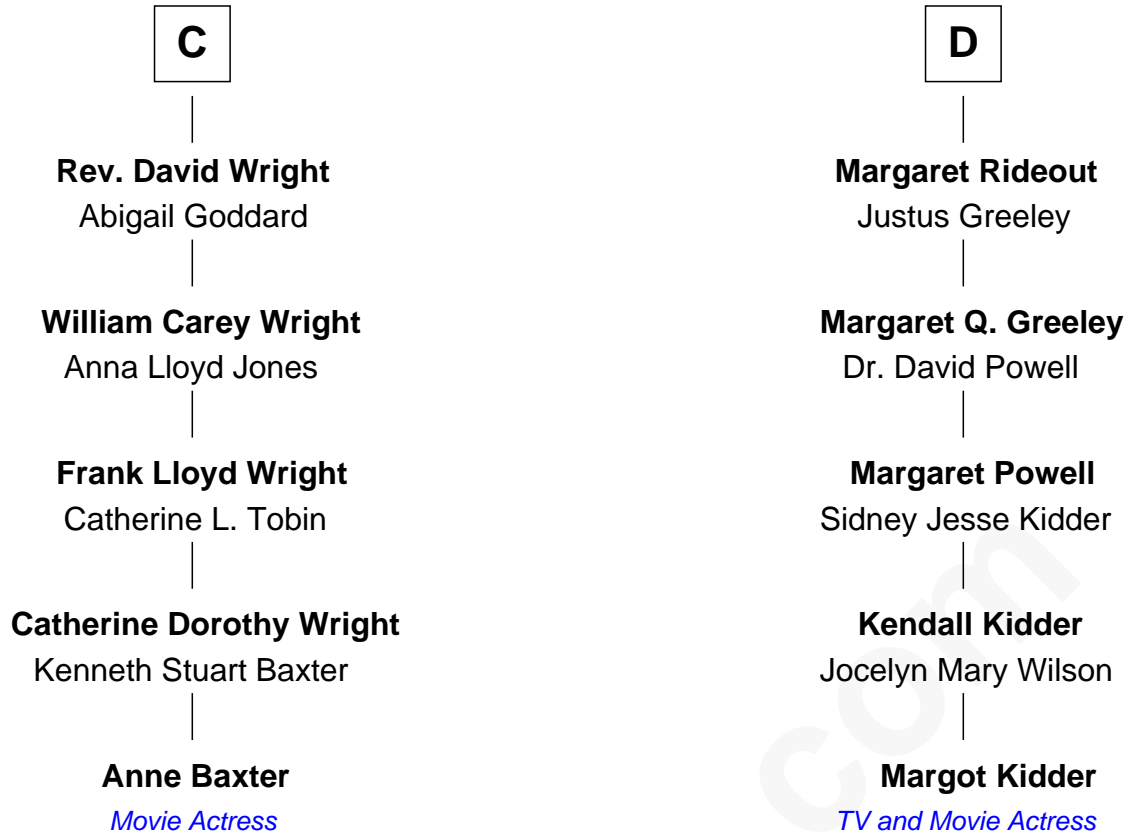 C
Rev. David Wright
Abigail Goddard
William Carey Wright
Anna Lloyd Jones
Frank Lloyd Wright
Catherine L. Tobin
Catherine Dorothy Wright
Kenneth Stuart Baxter
Anne Baxter
Movie Actress
D
Margaret Rideout
Justus Greeley
Margaret Q. Greeley
Dr. David Powell
Margaret Powell
Sidney Jesse Kidder
Kendall Kidder
Jocelyn Mary Wilson
Margot Kidder
TV and Movie Actress
com